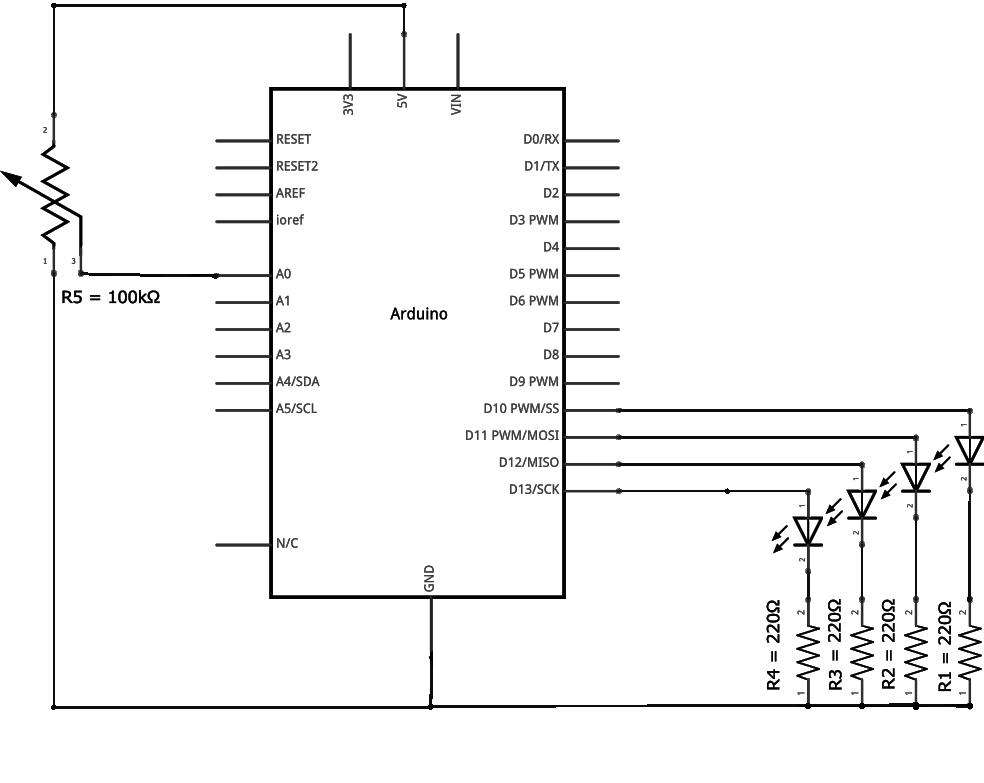 3V3
5V
VIN
RESET
RESET2
AREF
ioref
A0
A1
A2
A3
A4/SDA
A5/SCL
N/C
Arduino
D0/RX
D1/TX
D2
D3 PWM
D4
D5 PWM
D6 PWM
D7
D8
D9 PWM
D10 PWM/SS
D11 PWM/MOSI
D12/MISO
D13/SCK
GND
2
1
3
R5 = 100kΩ
1
2
1
2
1
2
1
2
R4 = 220Ω
2
1
R3 = 220Ω
2
1
R2 = 220Ω
2
1
R1 = 220Ω
2
1